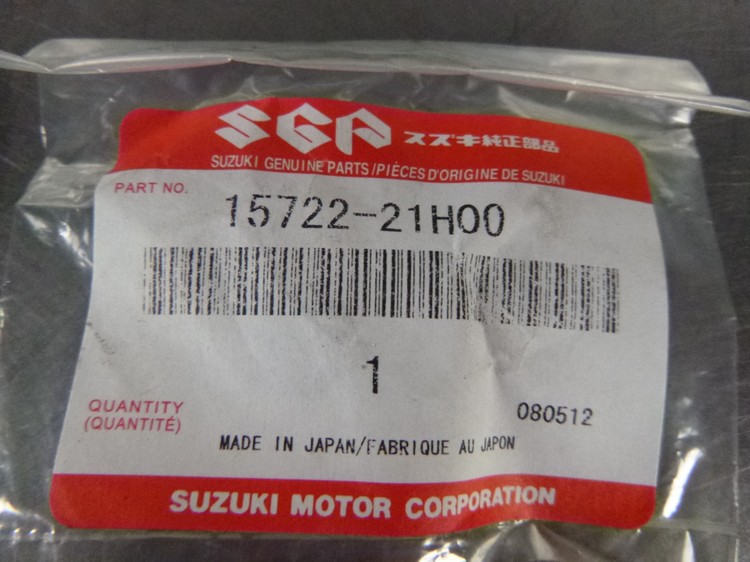 SGP スズキ純正部品
SUZUKI GENUINE PARTS/PIÈCES D'ORIGINE DE SUZUKI
PART NO.
15722-21H00
1
QUANTITY
(QUANTITÉ)
080512
MADE IN JAPAN/FABRIQUE AU JAPON
SUZUKI MOTOR CORPORATION